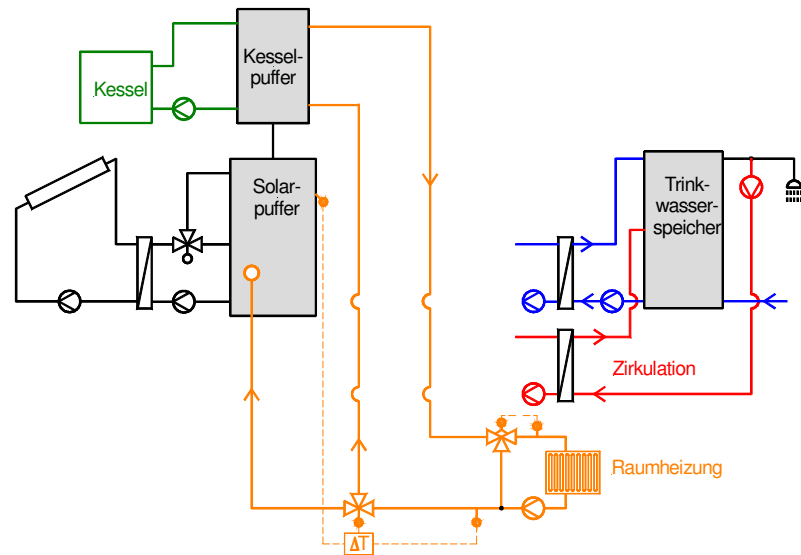 Kessel-
puffer
Kessel
Solar-
puffer
Trink-
wasser-
speicher
Zirkulation
Raumheizung
ΔT